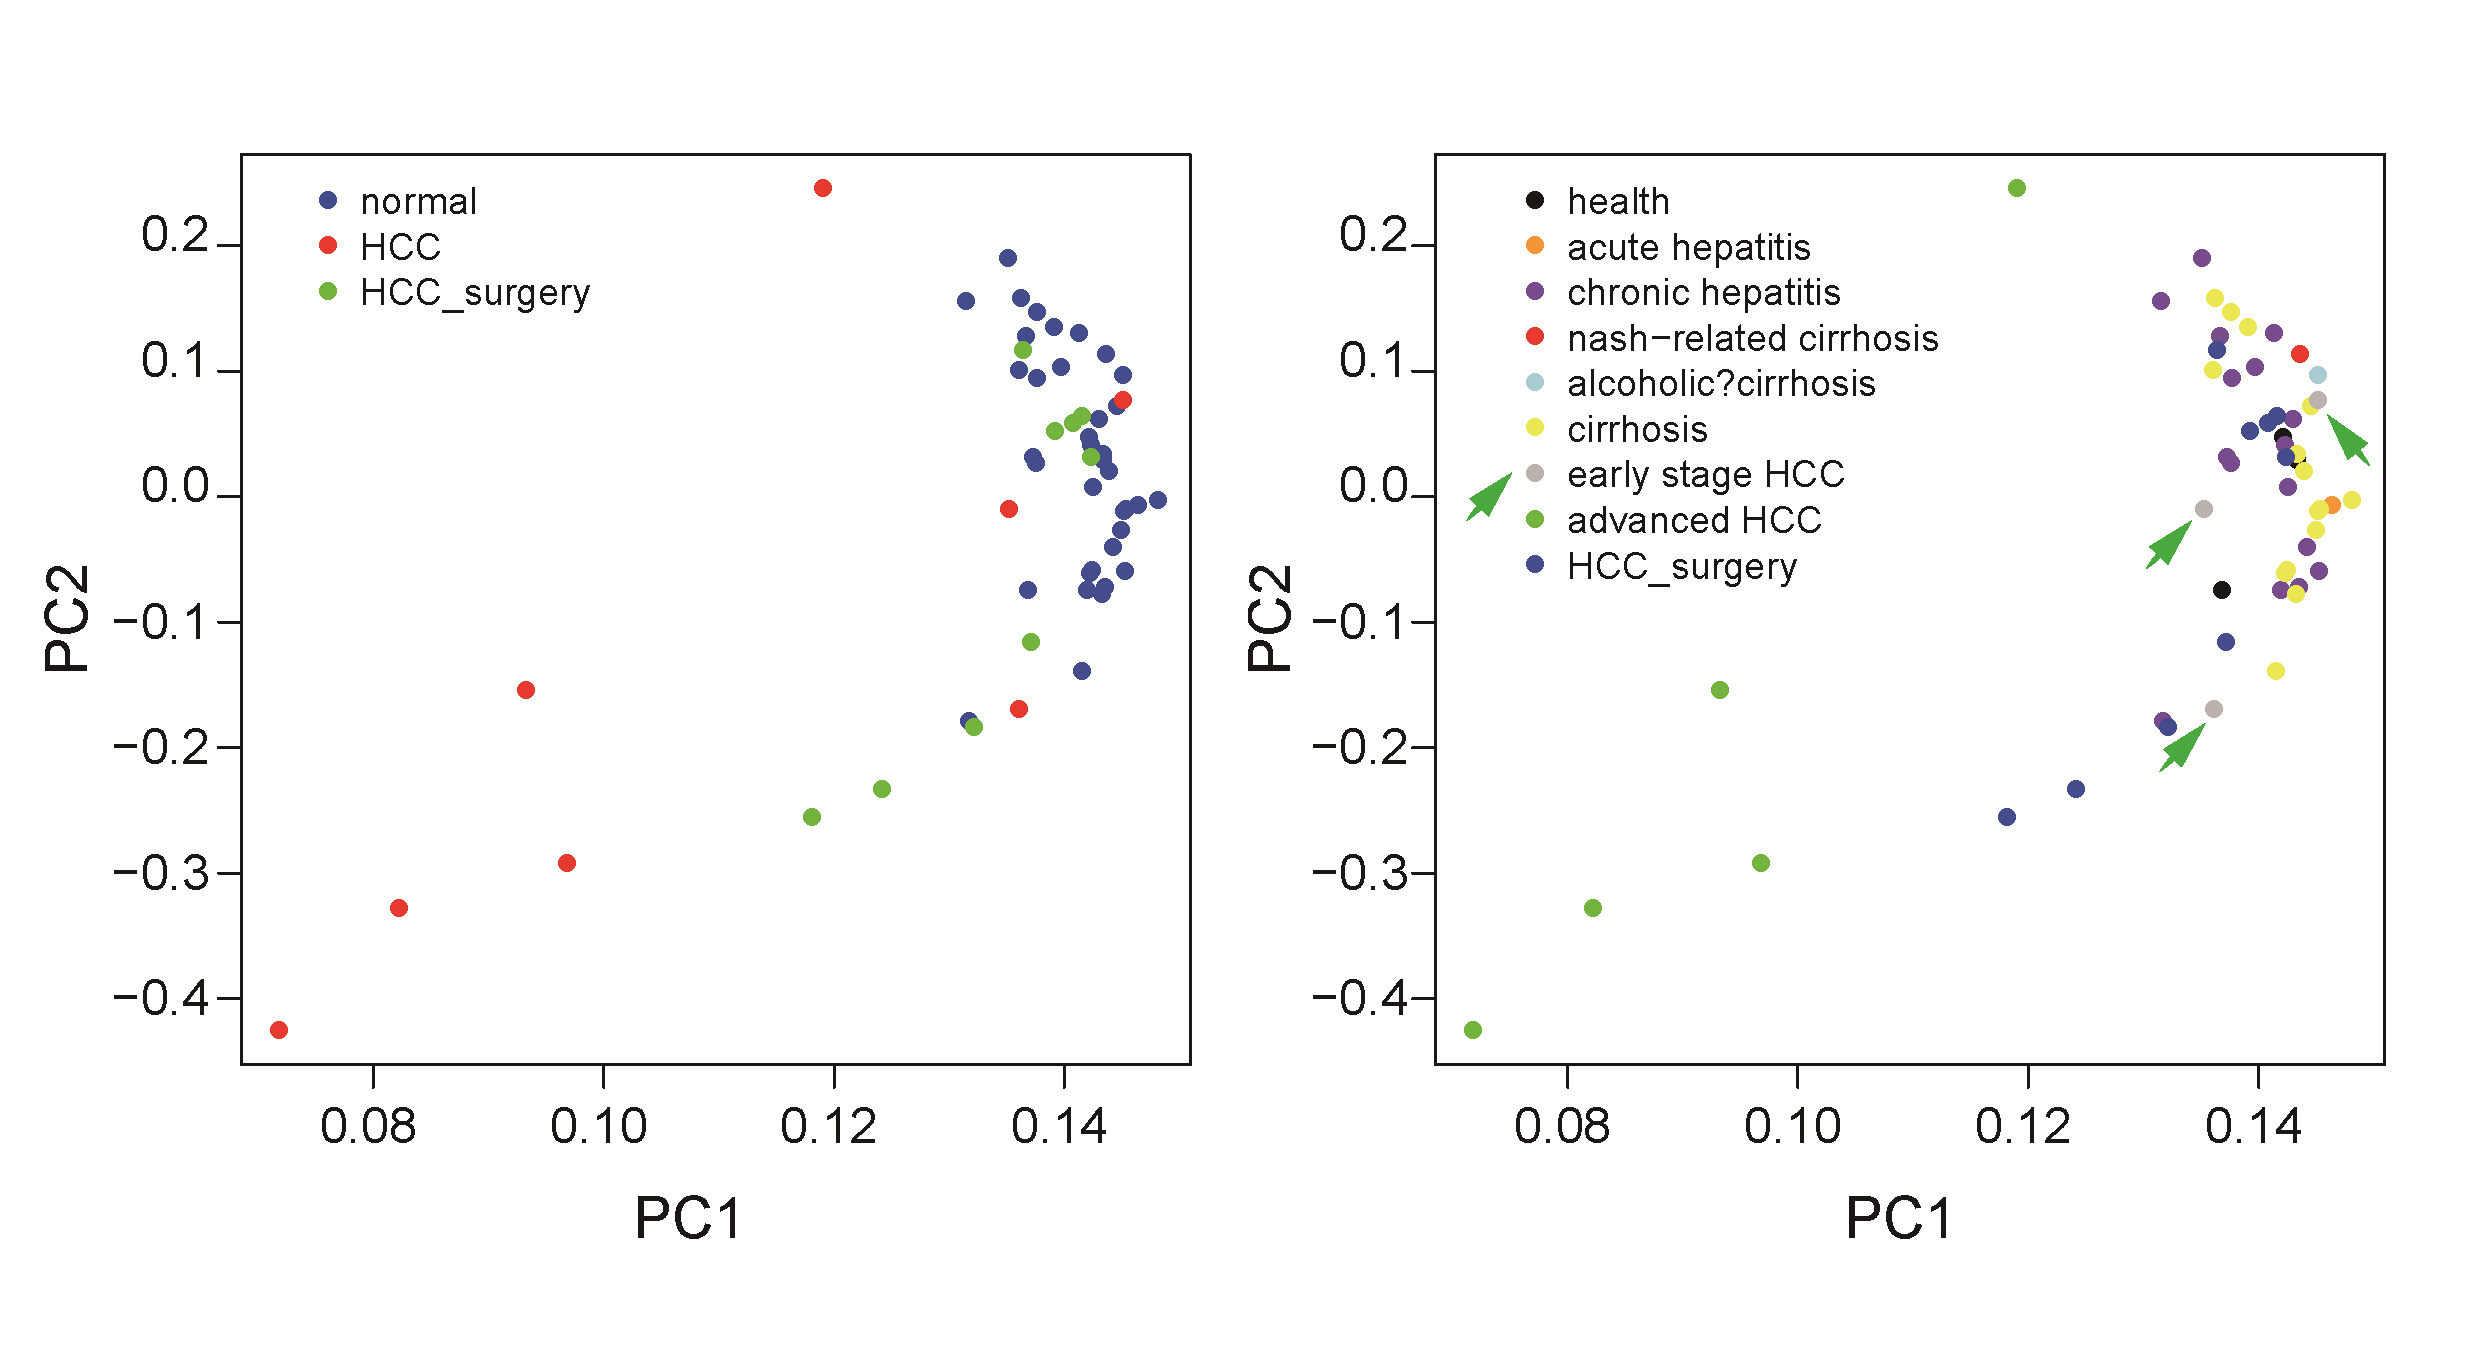 normal
HCC
HCC_surgery
0.2
0.1
0.0
−0.1
−0.2
−0.3
−0.4
PC2
0.08 0.10 0.12 0.14
PC1
health
acute hepatitis
chronic hepatitis
nash−related cirrhosis
alcoholic?cirrhosis
cirrhosis
early stage HCC
advanced HCC
HCC_surgery
0.2
0.1
0.0
−0.1
−0.2
−0.3
−0.4
PC2
0.08 0.10 0.12 0.14
PC1